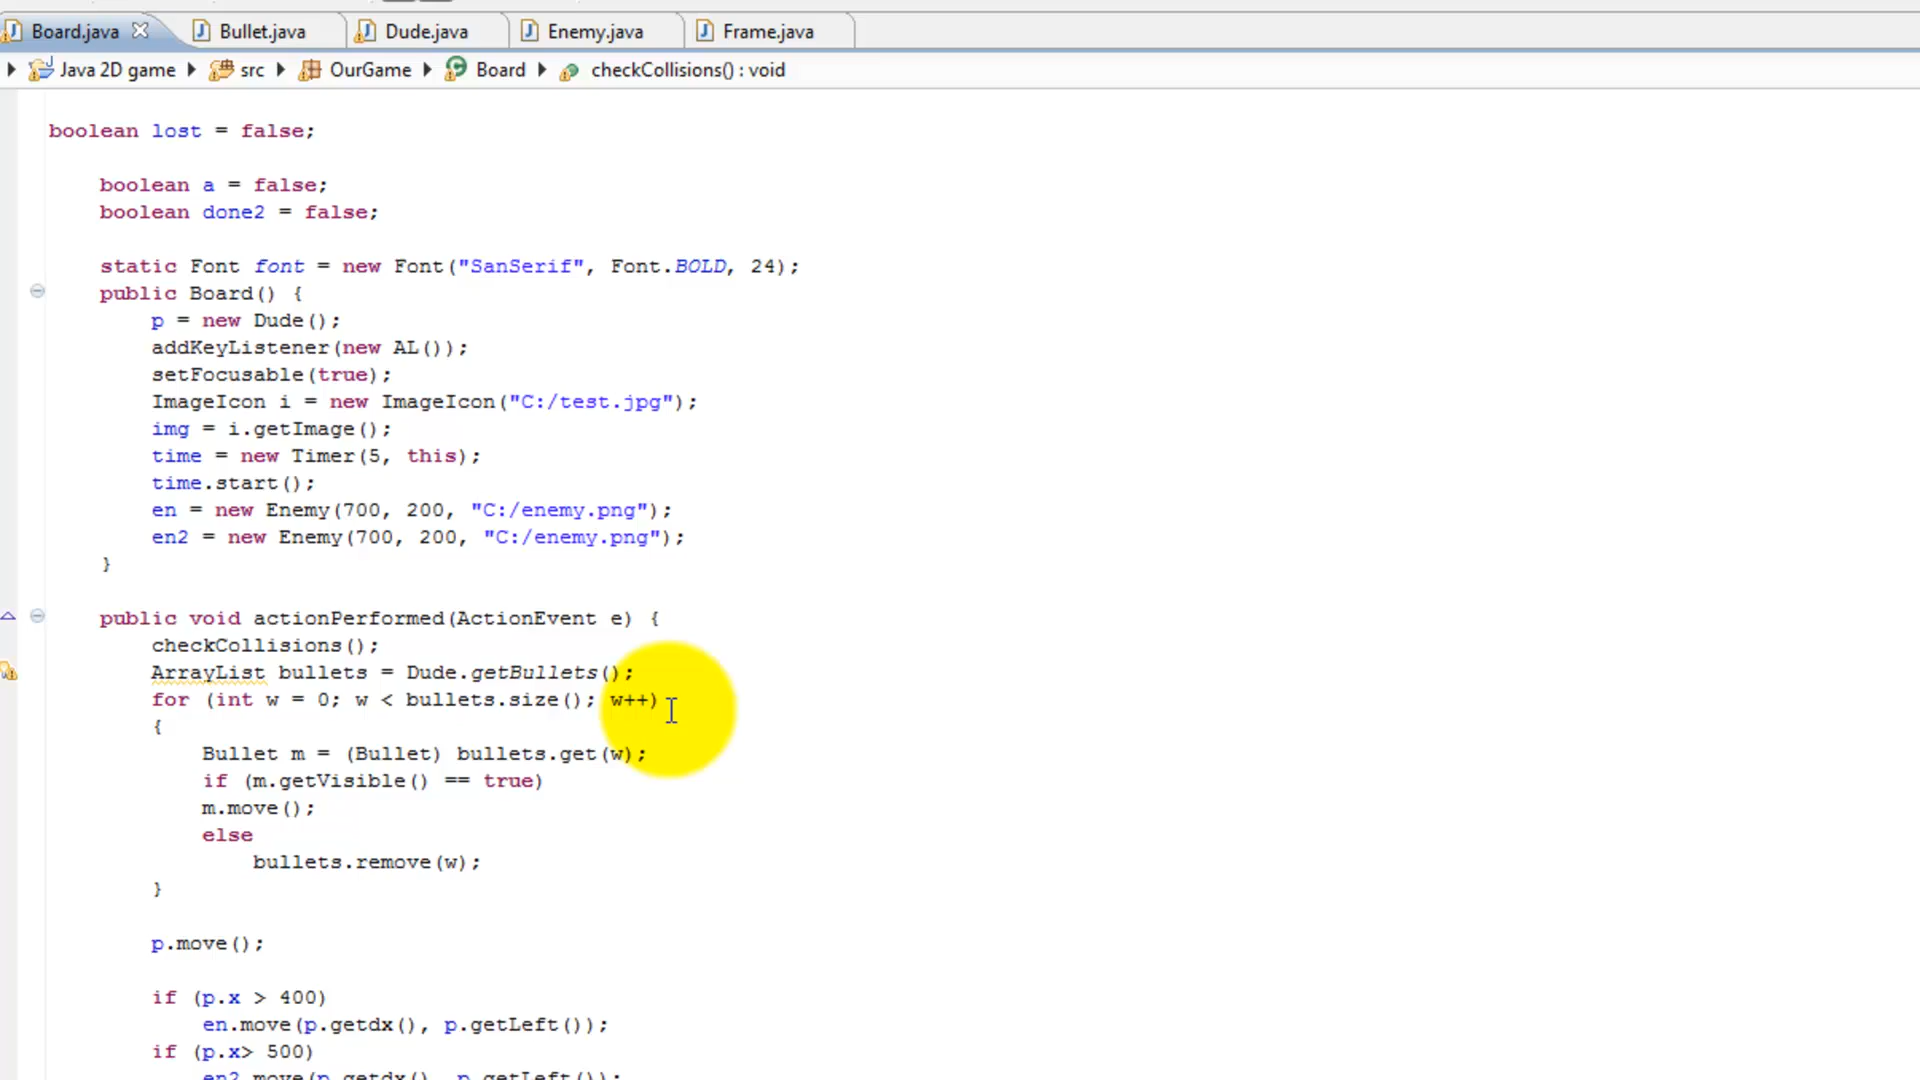 Board.java Bullet.java Dude.java Enemy.java Frame.java
Java 2D game src OurGame Board checkCollisions() : void
boolean lost = false;
boolean a = false;
boolean done2 = false;
static Font font = new Font("SanSerif", Font.BOLD, 24);
public Board() {
p = new Dude();
addKeyListener(new AL());
setFocusable(true);
ImageIcon i = new ImageIcon("C:/test.jpg");
img = i.getImage();
time = new Timer(5, this);
time.start();
en = new Enemy(700, 200, "C:/enemy.png");
en2 = new Enemy(700, 200, "C:/enemy.png");
}
public void actionPerformed(ActionEvent e) {
checkCollisions();
ArrayList bullets = Dude.getBullets();
for (int w = 0; w < bullets.size(); w++)
{
Bullet m = (Bullet) bullets.get(w);
if (m.getVisible() == true)
m.move();
else
bullets.remove(w);
}
p.move();
if (p.x > 400)
en.move(p.getdx(), p.getLeft());
if (p.x> 500)
en2.move(p.getdx(), p.getLeft());